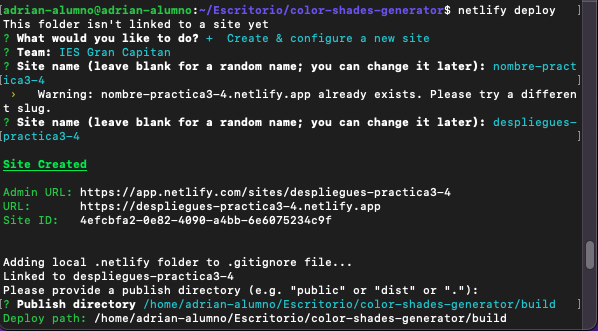 [adrian-alumno@adrian-alumno:~/Escritorio/color-shades-generator$ netlify deploy ]
This folder isn't linked to a site yet
? What would you like to do? + Create & configure a new site
? Team: IES Gran Capitan
? Site name (leave blank for a random name; you can change it later): nombre-pract
[ica3-4 ]
› Warning: nombre-practica3-4.netlify.app already exists. Please try a differen
t slug.
? Site name (leave blank for a random name; you can change it later): despliegues-
[practica3-4 ]
Site Created
Admin URL: https://app.netlify.com/sites/despliegues-practica3-4
URL: https://despliegues-practica3-4.netlify.app
Site ID: 4efcbfa2-0e82-4090-a4bb-6e6075234c9f
Adding local .netlify folder to .gitignore file...
Linked to despliegues-practica3-4
Please provide a publish directory (e.g. "public" or "dist" or "."):
[? Publish directory /home/adrian-alumno/Escritorio/color-shades-generator/build ]
Deploy path: /home/adrian-alumno/Escritorio/color-shades-generator/build